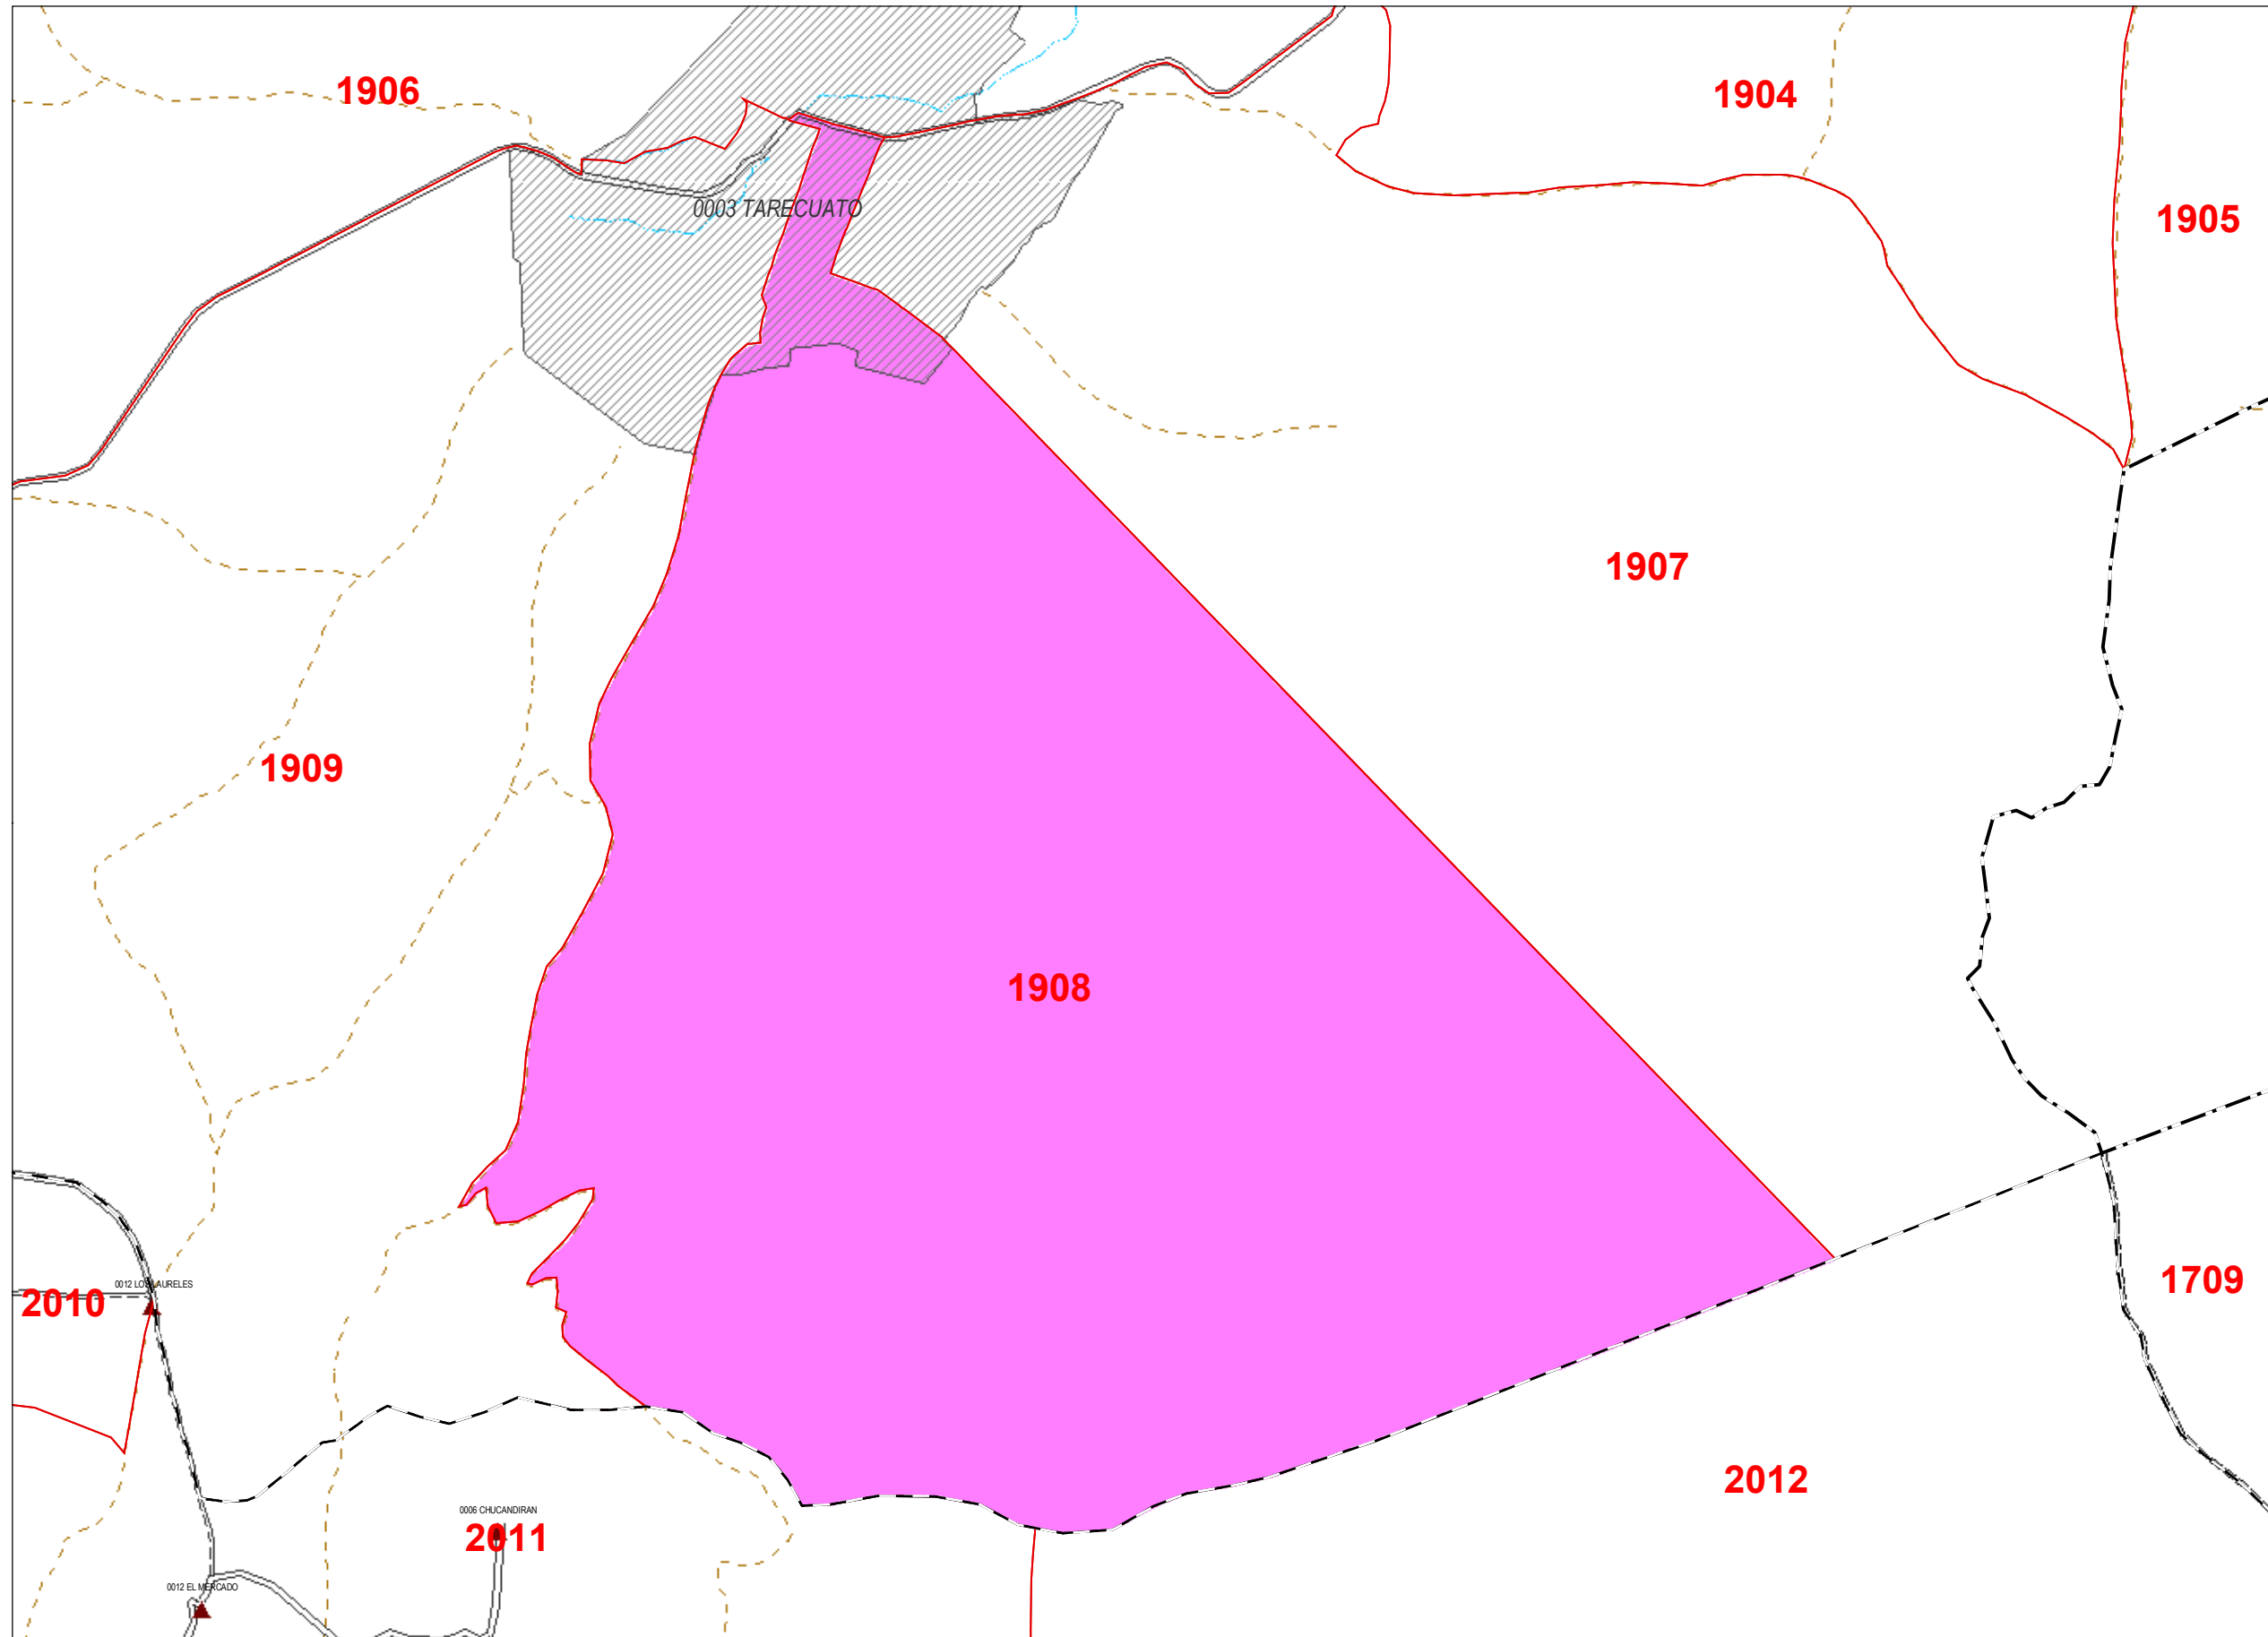 1906
1904
0003 TARECUATO
1905
1907
1909
1908
0012 LOS LAURELES
2010
1709
2012
0006 CHUCANDIRAN
2011
0012 EL MERCADO